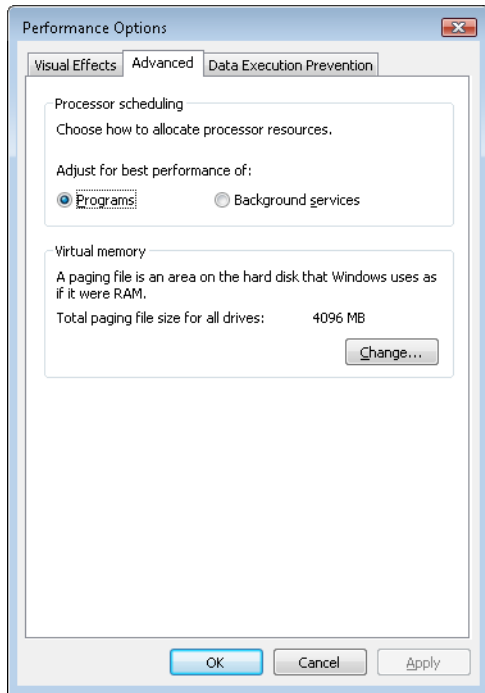 Performance Options
Visual Effects Advanced Data Execution Prevention
Processor scheduling
Choose how to allocate processor resources.
Adjust for best performance of:
Programs Background services
Virtual memory
A paging file is an area on the hard disk that Windows uses as
if it were RAM.
Total paging file size for all drives: 4096 MB
Change...
OK Cancel Apply